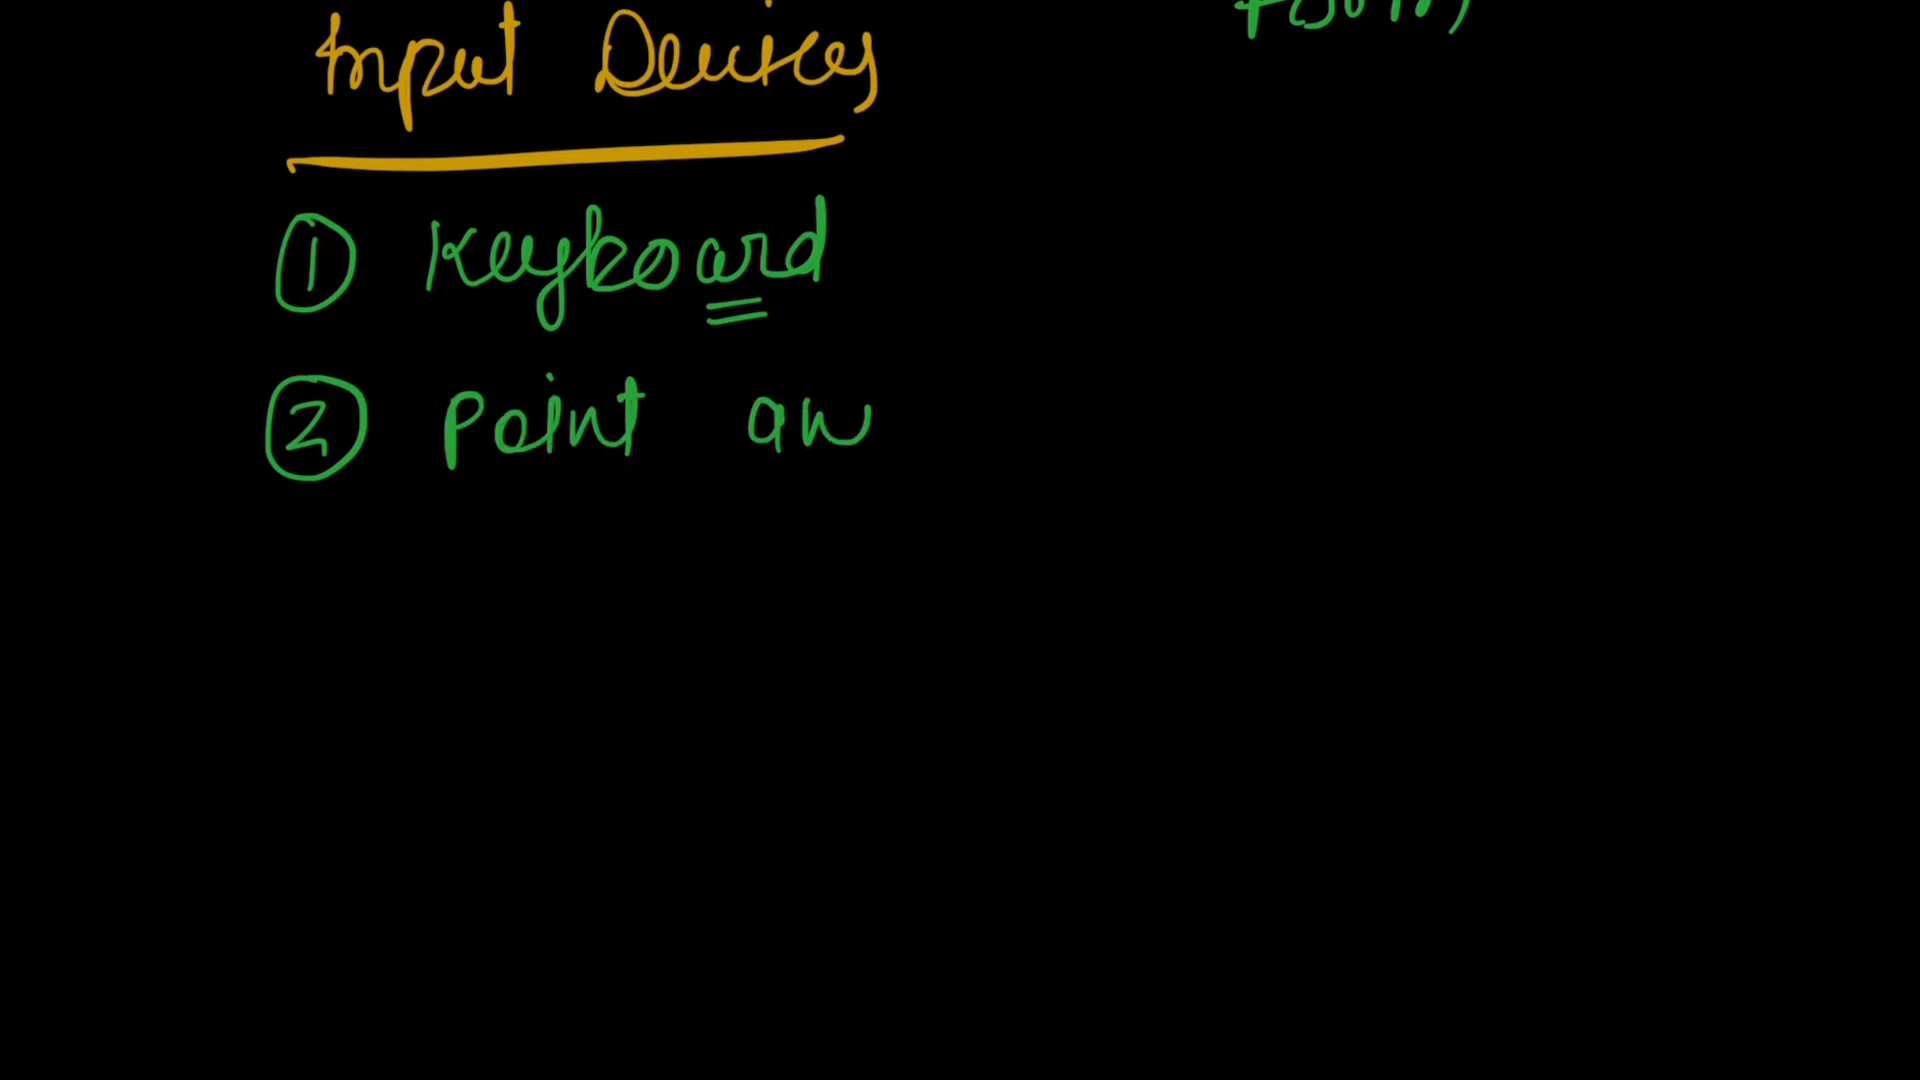 Input Devices
① Keyboard
② Point an